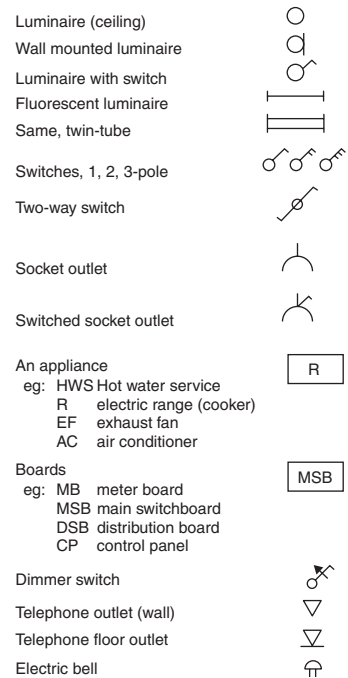 Luminaire (ceiling)
Wall mounted luminaire
Luminaire with switch
Fluorescent luminaire
Same, twin-tube
Switches, 1, 2, 3-pole
Two-way switch
Socket outlet
Switched socket outlet
An appliance
R
eg: HWS Hot water service
R electric range (cooker)
EF exhaust fan
AC air conditioner
Boards
MSB
eg: MB meter board
MSB main switchboard
DSB distribution board
CP control panel
Dimmer switch
Telephone outlet (wall)
Telephone floor outlet
Electric bell